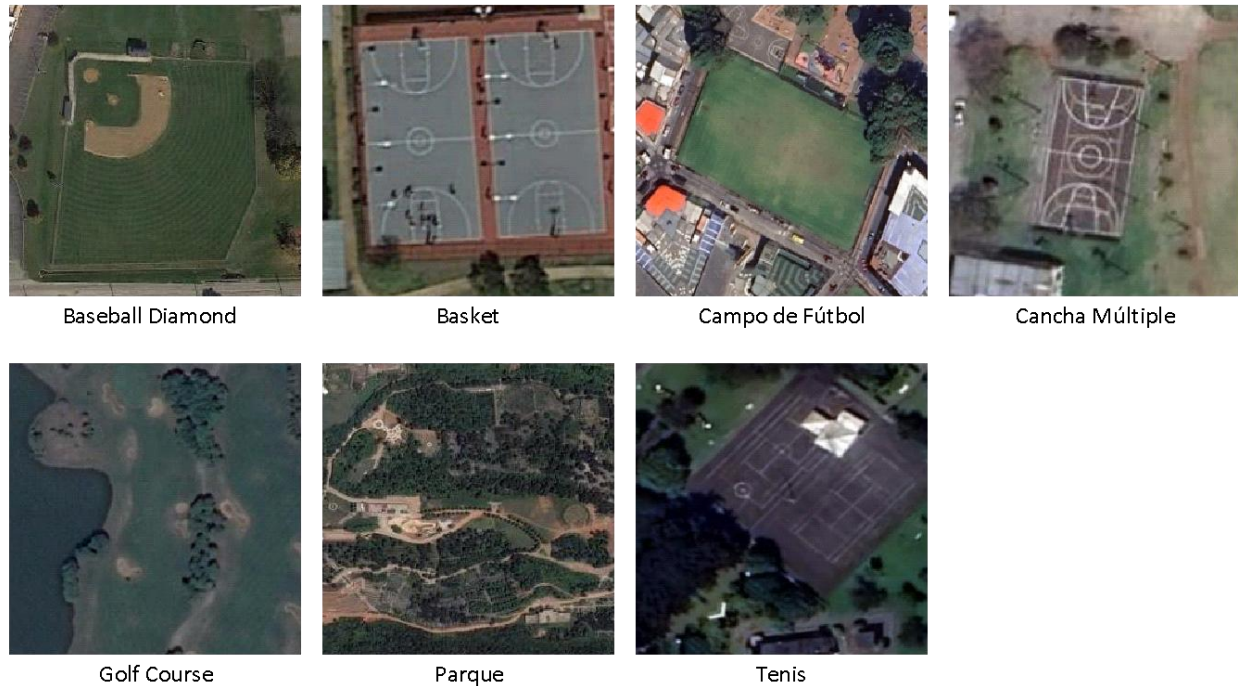 Baseball Diamond
Basket
Campo de Fútbol
Cancha Múltiple
Golf Course
Parque
Tenis